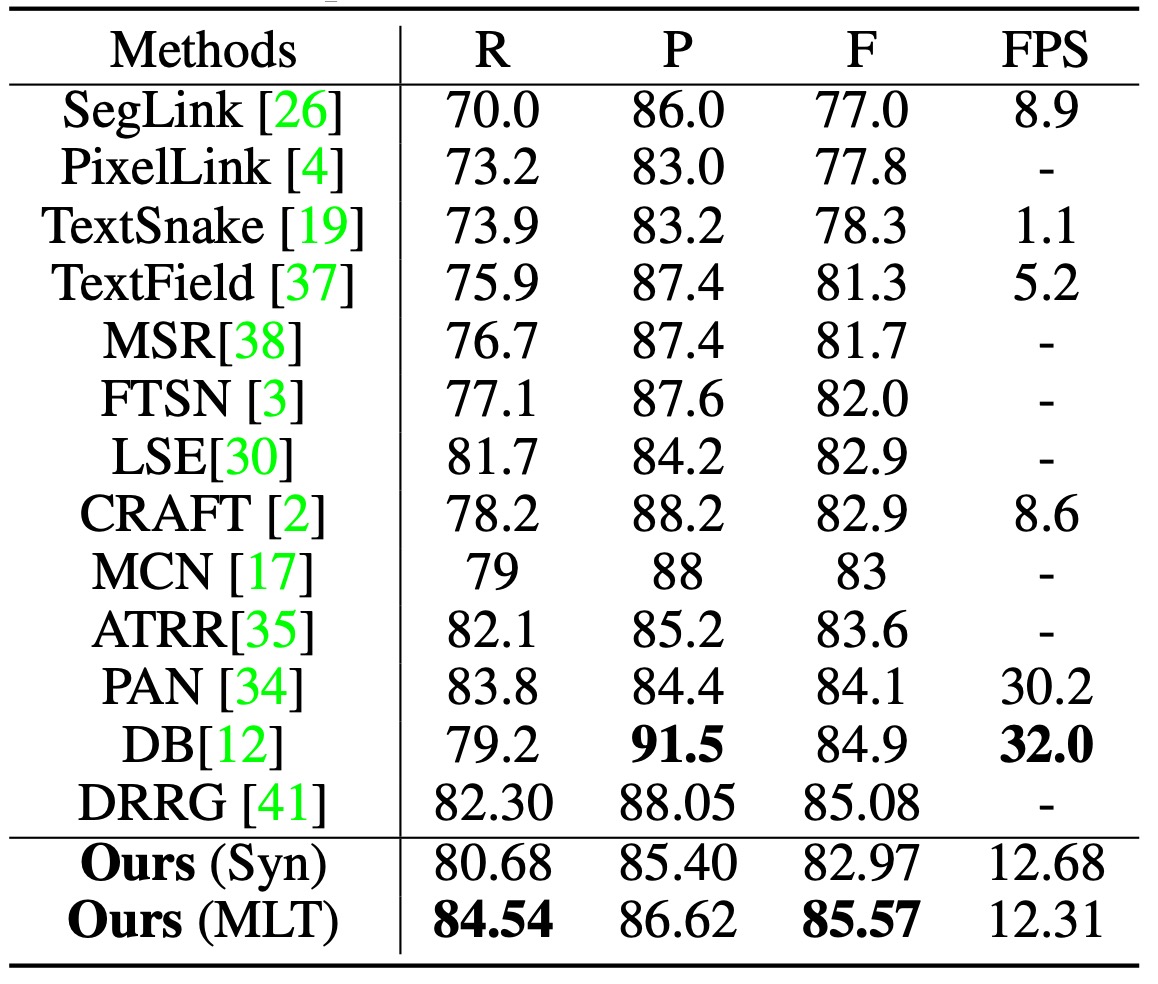 Methods R P F FPS
SegLink [26] 70.0 86.0 77.0 8.9
PixelLink [4] 73.2 83.0 77.8 -
TextSnake [19] 73.9 83.2 78.3 1.1
TextField [37] 75.9 87.4 81.3 5.2
MSR[38] 76.7 87.4 81.7 -
FTSN [3] 77.1 87.6 82.0 -
LSE[30] 81.7 84.2 82.9 -
CRAFT [2] 78.2 88.2 82.9 8.6
MCN [17] 79 88 83 -
ATRR[35] 82.1 85.2 83.6 -
PAN [34] 83.8 84.4 84.1 30.2
DB[12] 79.2 91.5 84.9 32.0
DRRG [41] 82.30 88.05 85.08 -
Ours (Syn) 80.68 85.40 82.97 12.68
Ours (MLT) 84.54 86.62 85.57 12.31